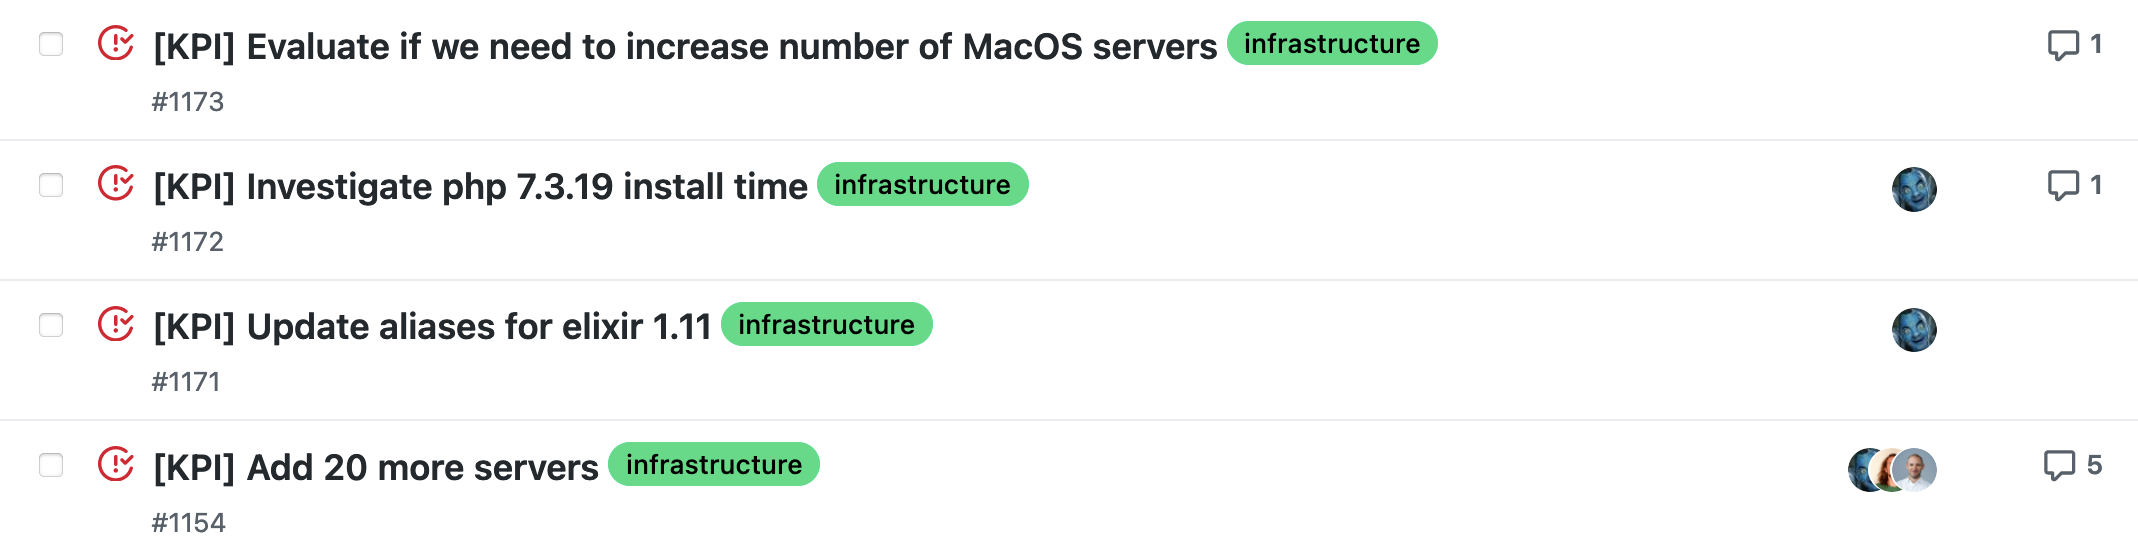 [KPI] Evaluate if we need to increase number of MacOS servers infrastructure 1
#1173
[KPI] Investigate php 7.3.19 install time infrastructure 1
#1172
[KPI] Update aliases for elixir 1.11 infrastructure
#1171
[KPI] Add 20 more servers infrastructure 5
#1154